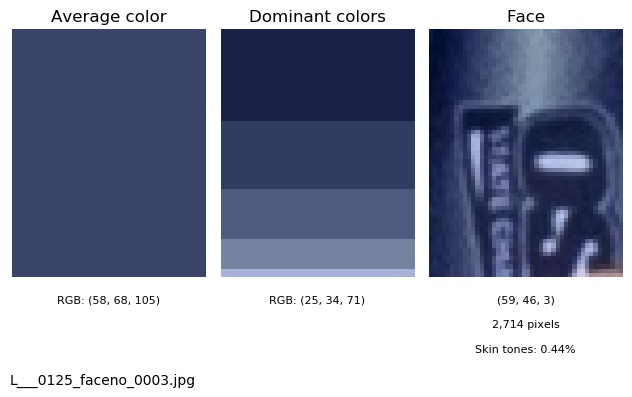 Average color
Dominant colors
Face
RGB: (58, 68, 105)
RGB: (25, 34, 71)
(59, 46, 3)
2,714 pixels
Skin tones: 0.44%
L___0125_faceno_0003.jpg